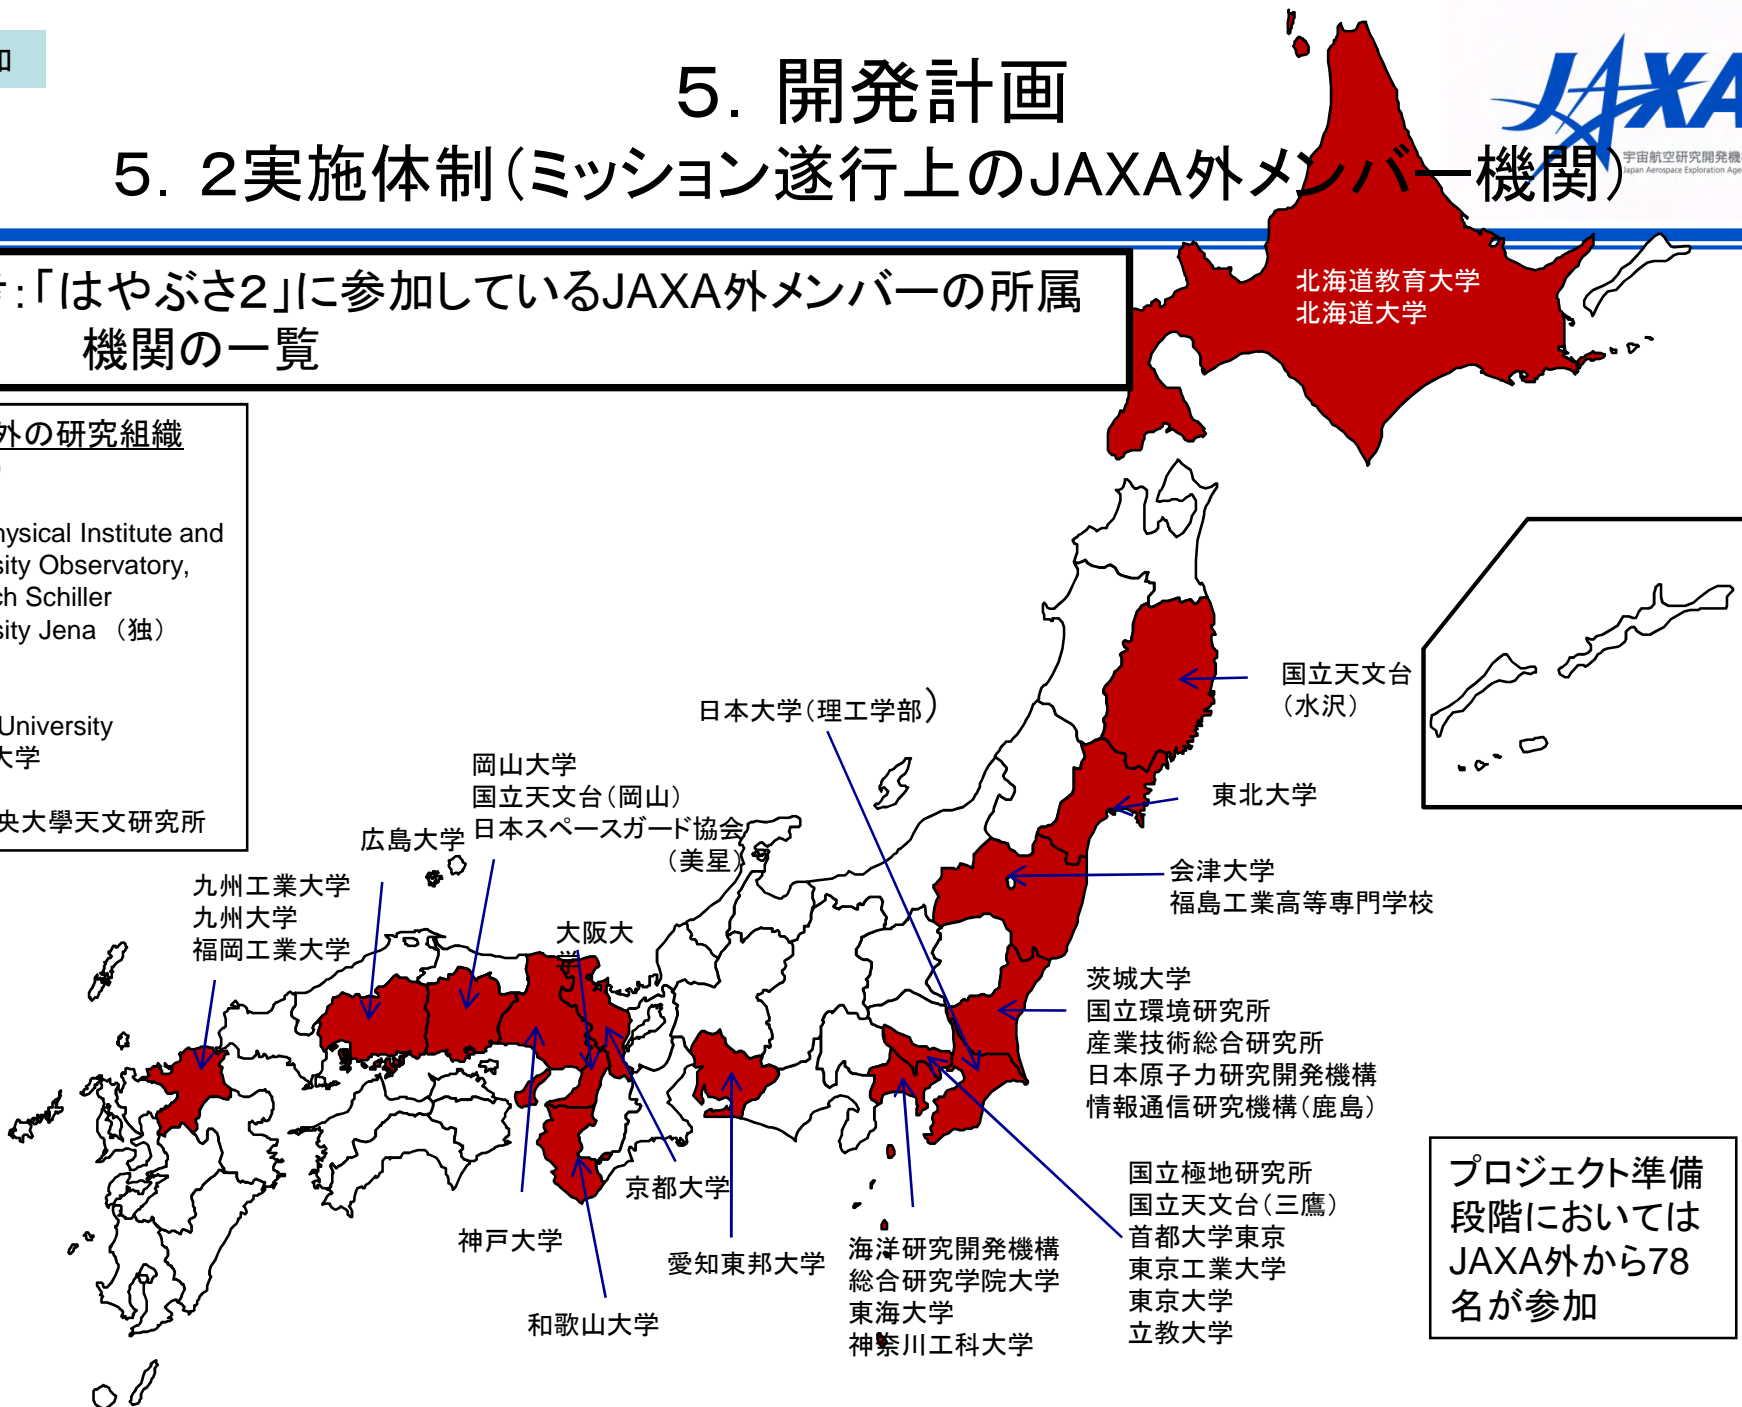 ５．開発計画
５．２実施体制（ミッション遂行上のJAXA外メンバー機関）
JAXA
宇宙航空研究開発機
Japan Aerospace Exploration Age
：「はやぶさ２」に参加しているJAXA外メンバーの所属
機関の一覧
外の研究組織
hysical Institute and
sity Observatory,
ch Schiller
sity Jena （独）
University
大学
央大學天文研究所
北海道教育大学
北海道大学
国立天文台
（水沢）
日本大学（理工学部）
東北大学
岡山大学
国立天文台（岡山）
日本スペースガード協会
（美星）
広島大学
会津大学
福島工業高等専門学校
九州工業大学
九州大学
福岡工業大学
大阪大
学
茨城大学
国立環境研究所
産業技術総合研究所
日本原子力研究開発機構
情報通信研究機構（鹿島）
国立極地研究所
国立天文台（三鷹）
首都大学東京
東京工業大学
東京大学
立教大学
京都大学
神戸大学
愛知東邦大学
和歌山大学
海洋研究開発機構
総合研究学院大学
東海大学
神奈川工科大学
プロジェクト準備
段階においては
JAXA外から78
名が参加